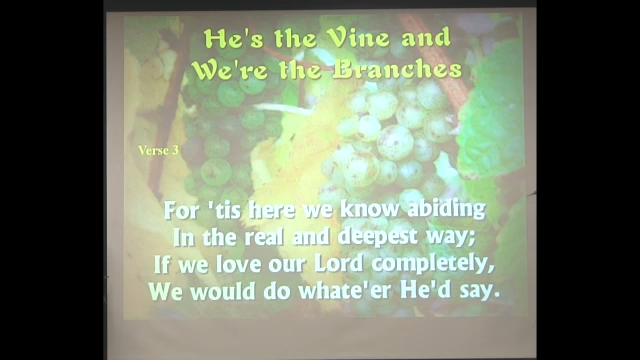 He's the Vine and
We're the Branches
Verse 3
For 'tis here we know abiding
In the real and deepest way;
If we love our Lord completely,
We would do whate'er He'd say.